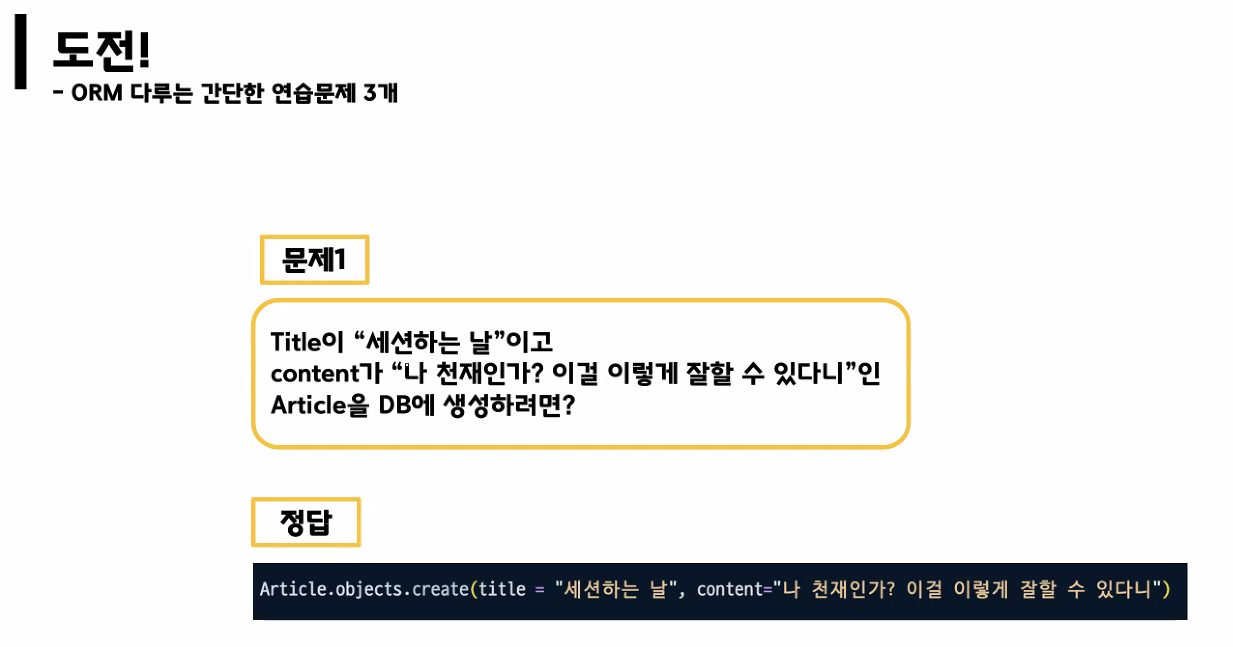 도전!
- ORM 다루는 간단한 연습문제 3개
문제1
Title이 “세션하는 날”이고
content가 “나 천재인가? 이걸 이렇게 잘할 수 있다니”인
Article을 DB에 생성하려면?
정답
Article.objects.create(title = "세션하는 날", content="나 천재인가? 이걸 이렇게 잘할 수 있다니")